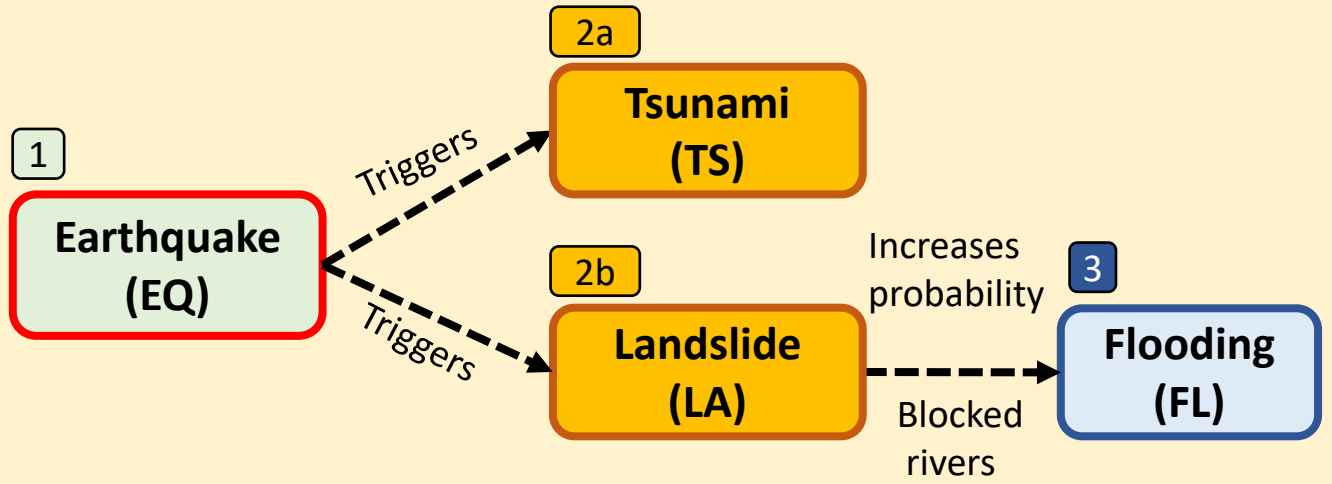 1
Earthquake
(EQ)
Triggers
Triggers
2a
Tsunami
(TS)
2b
Landslide
(LA)
Increases
probability
Blocked
rivers
3
Flooding
(FL)